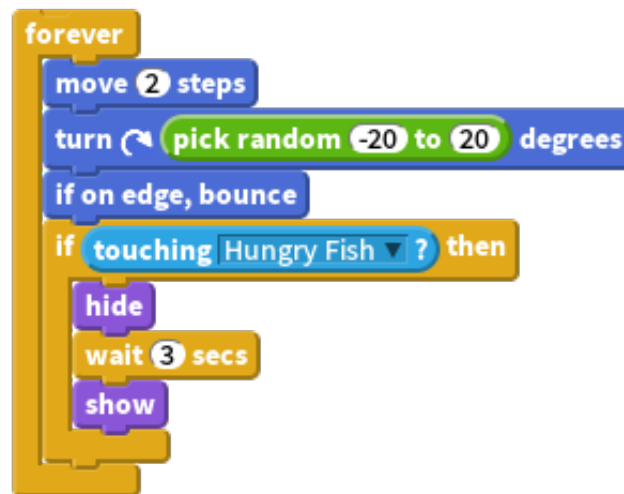 forever
move 2 steps
turn pick random -20 to 20 degrees
if on edge, bounce
if touching Hungry Fish ? then
hide
wait 3 secs
show